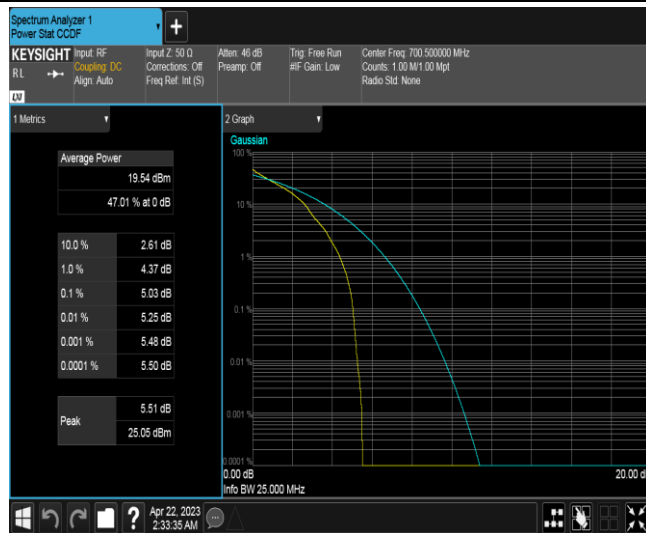 Spectrum Analyzer 1
Power Stat CCDF
+
KEYSIGHT
RL
Input: RF
Coupling: DC
Align: Auto
Input Z: 50 Ω
Corrections: Off
Freq Ref: Int (S)
Atten: 46 dB
Preamp: Off
Trig: Free Run
#IF Gain: Low
Center Freq: 700.500000 MHz
Counts: 1.00 M/1.00 Mpt
Radio Std: None
1 Metrics
Average Power
19.54 dBm
47.01 % at 0 dB
10.0 % 2.61 dB
1.0 % 4.37 dB
0.1 % 5.03 dB
0.01 % 5.25 dB
0.001 % 5.48 dB
0.0001 % 5.50 dB
Peak 5.51 dB
25.05 dBm
2 Graph
Gaussian
100 %
10 %
1 %
0.1 %
0.01 %
0.001 %
0.0001 %
0.00 dB
20.00 d
Info BW 25.000 MHz
?
Apr 22, 2023
2:33:35 AM